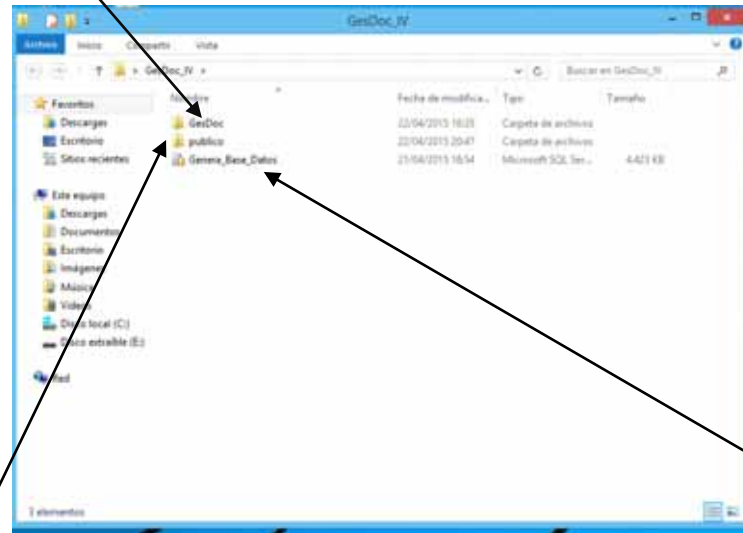 GesDoc_IV
Archivo Inicio Compartir Vista
GesDoc_IV Buscar en GesDoc_IV
Nombre Fecha de modifica... Tipo Tamaño
Favoritos
Descargas
Escritorio
Sitios recientes
GesDoc 22/04/2015 Carpeta de archivos
publico 22/04/2015 20:47 Carpeta de archivos
Genera_Base_Datos 21/04/2015 16:54 Microsoft SQL Ser... 4.423 KB
Este equipo
Descargas
Documentos
Escritorio
Imágenes
Música
Vídeos
Disco local (C:)
Disco extraíble (E:)
Red
3 elementos